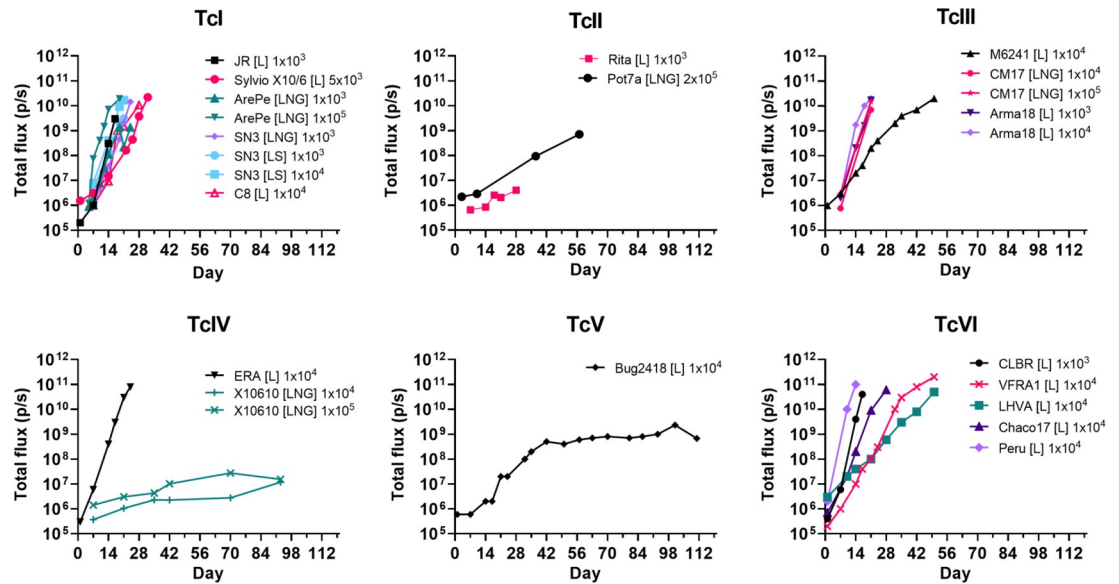 TcI
10¹²
10¹¹
10¹⁰
10⁹
10⁸
10⁷
10⁶
10⁵
Total flux (p/s)
0 14 28 42 56 70 84 98 112
Day
JR [L] 1x10³
Sylvio X10/6 [L] 5x10³
ArePe [LNG] 1x10³
ArePe [LNG] 1x10⁵
SN3 [LNG] 1x10³
SN3 [LS] 1x10³
SN3 [LS] 1x10⁴
C8 [L] 1x10⁴
TcII
10¹²
10¹¹
10¹⁰
10⁹
10⁸
10⁷
10⁶
10⁵
Total flux (p/s)
0 14 28 42 56 70 84 98 112
Day
Rita [L] 1x10³
Pot7a [LNG] 2x10⁵
TcIII
10¹²
10¹¹
10¹⁰
10⁹
10⁸
10⁷
10⁶
10⁵
Total flux (p/s)
0 14 28 42 56 70 84 98 112
Day
M6241 [L] 1x10⁴
CM17 [LNG] 1x10⁴
CM17 [LNG] 1x10⁵
Arma18 [L] 1x10³
Arma18 [L] 1x10⁴
TcIV
10¹²
10¹¹
10¹⁰
10⁹
10⁸
10⁷
10⁶
10⁵
Total flux (p/s)
0 14 28 42 56 70 84 98 112
Day
ERA [L] 1x10⁴
X10610 [LNG] 1x10⁴
X10610 [LNG] 1x10⁵
TcV
10¹²
10¹¹
10¹⁰
10⁹
10⁸
10⁷
10⁶
10⁵
Total flux (p/s)
0 14 28 42 56 70 84 98 112
Day
Bug2418 [L] 1x10⁴
TcVI
10¹²
10¹¹
10¹⁰
10⁹
10⁸
10⁷
10⁶
10⁵
Total flux (p/s)
0 14 28 42 56 70 84 98 112
Day
CLBR [L] 1x10³
VFRA1 [L] 1x10⁴
LHVA [L] 1x10⁴
Chaco17 [L] 1x10⁴
Peru [L] 1x10⁴